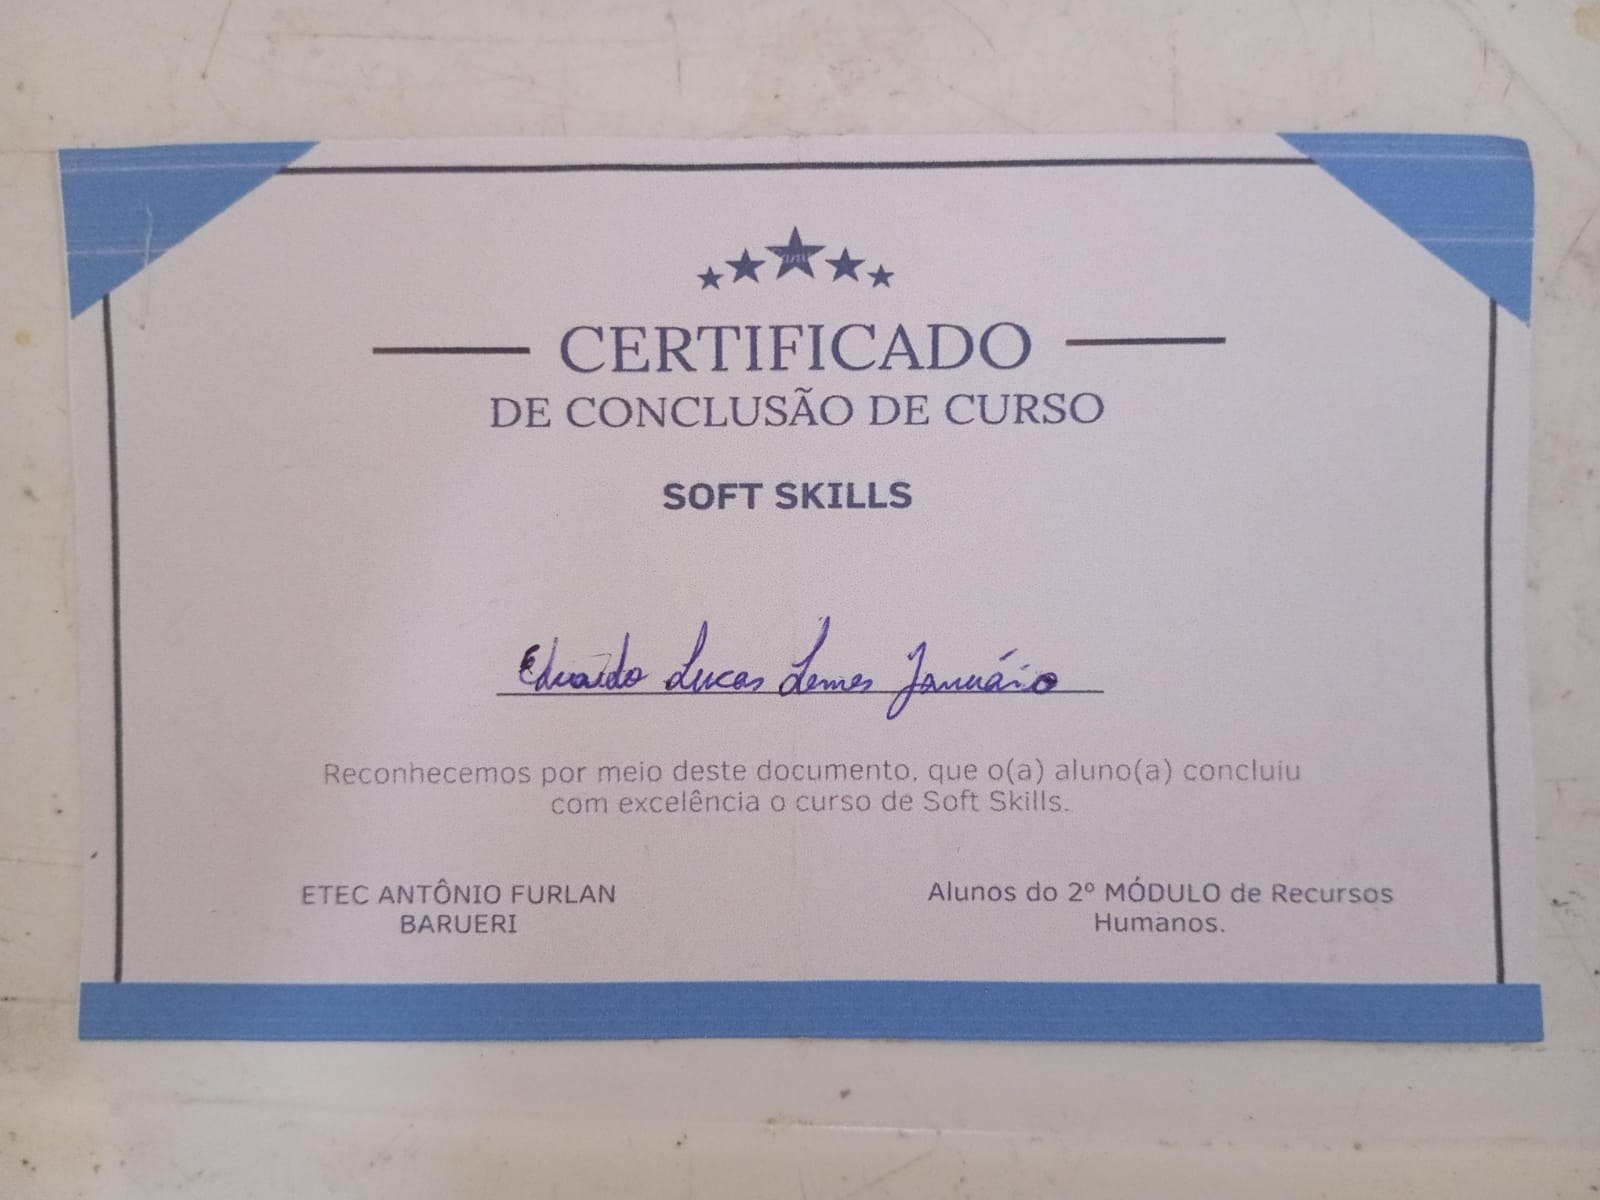 CERTIFICADO
DE CONCLUSÃO DE CURSO
SOFT SKILLS
Eduardo Lucas Lemes Januário
Reconhecemos por meio deste documento, que o(a) aluno(a) concluiu
com excelência o curso de Soft Skills.
ETEC ANTÔNIO FURLAN
BARUERI
Alunos do 2º MÓDULO de Recursos
Humanos.